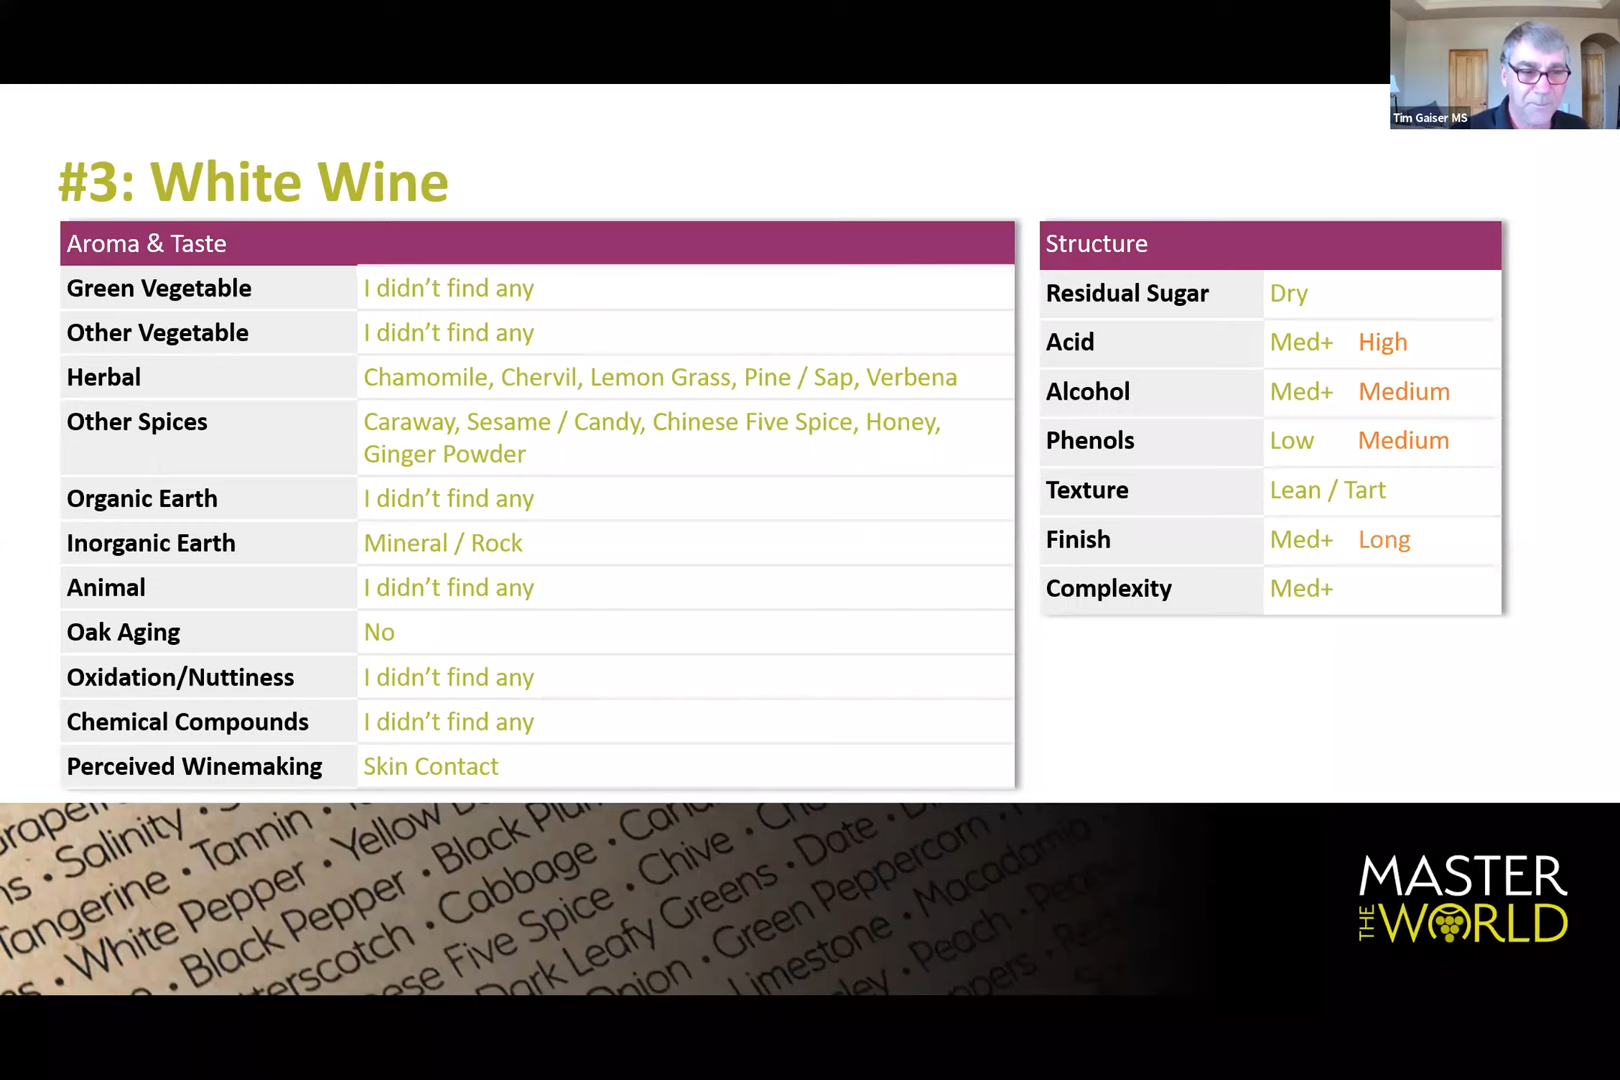 Tim Gaiser MS
#3: White Wine
Aroma & Taste
Green Vegetable I didn’t find any
Other Vegetable I didn’t find any
Herbal Chamomile, Chervil, Lemon Grass, Pine / Sap, Verbena
Other Spices Caraway, Sesame / Candy, Chinese Five Spice, Honey,
Ginger Powder
Organic Earth I didn’t find any
Inorganic Earth Mineral / Rock
Animal I didn’t find any
Oak Aging No
Oxidation/Nuttiness I didn’t find any
Chemical Compounds I didn’t find any
Perceived Winemaking Skin Contact
Structure
Residual Sugar Dry
Acid Med+ High
Alcohol Med+ Medium
Phenols Low Medium
Texture Lean / Tart
Finish Med+ Long
Complexity Med+
• Salinity •
Tangerine • Tannin •
• White Pepper • Yellow
• Black Pepper • Black
• Cabbage •
Five Spice • Chive •
Dark Leafy Greens • Date •
• Green Peppercorn •
Limestone • Macadamia
• Peach •
MASTER
THE WORLD